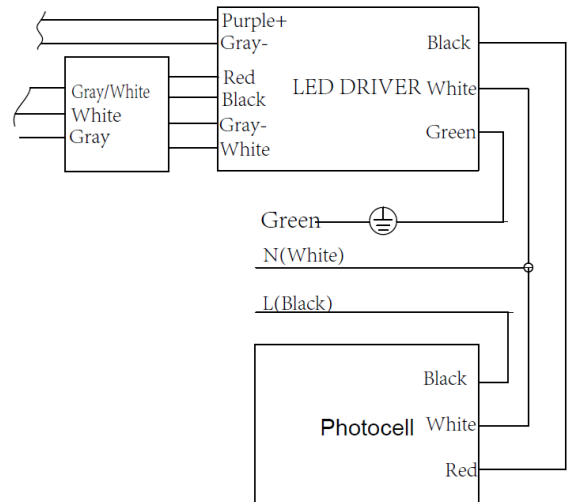 Purple+
Gray-
Black
Red
Gray/White
LED DRIVER White
Black
White
Gray-
Gray
Green
White
Green
N(White)
L(Black)
Black
Photocell White
Red